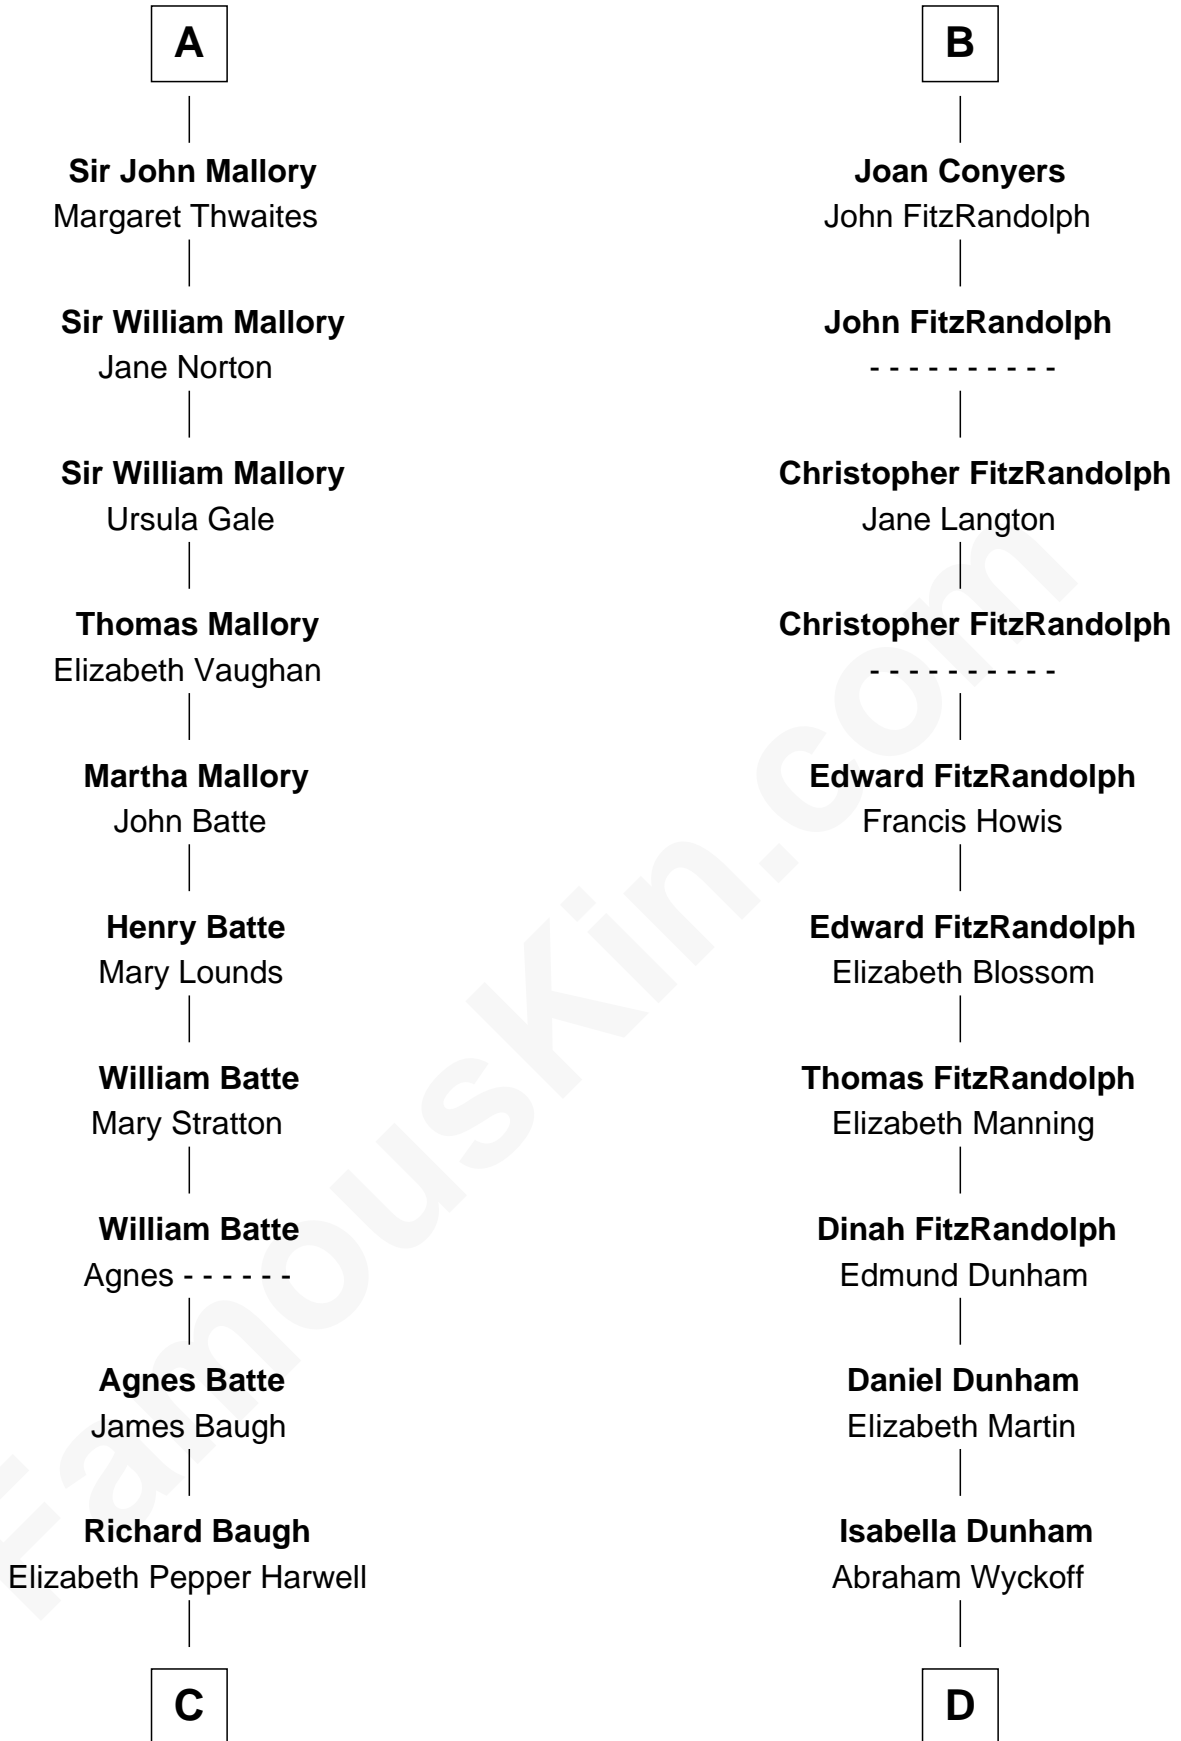 A
Sir John Mallory
Margaret Thwaites
Sir William Mallory
Jane Norton
Sir William Mallory
Ursula Gale
Thomas Mallory
Elizabeth Vaughan
Martha Mallory
John Batte
Henry Batte
Mary Lounds
William Batte
Mary Stratton
William Batte
Agnes - - - - - -
Agnes Batte
James Baugh
Richard Baugh
Elizabeth Pepper Harwell
C
B
Joan Conyers
John FitzRandolph
John FitzRandolph
- - - - - - - - - -
Christopher FitzRandolph
Jane Langton
Christopher FitzRandolph
- - - - - - - - - -
Edward FitzRandolph
Francis Howis
Edward FitzRandolph
Elizabeth Blossom
Thomas FitzRandolph
Elizabeth Manning
Dinah FitzRandolph
Edmund Dunham
Daniel Dunham
Elizabeth Martin
Isabella Dunham
Abraham Wyckoff
D
FamousKin.com